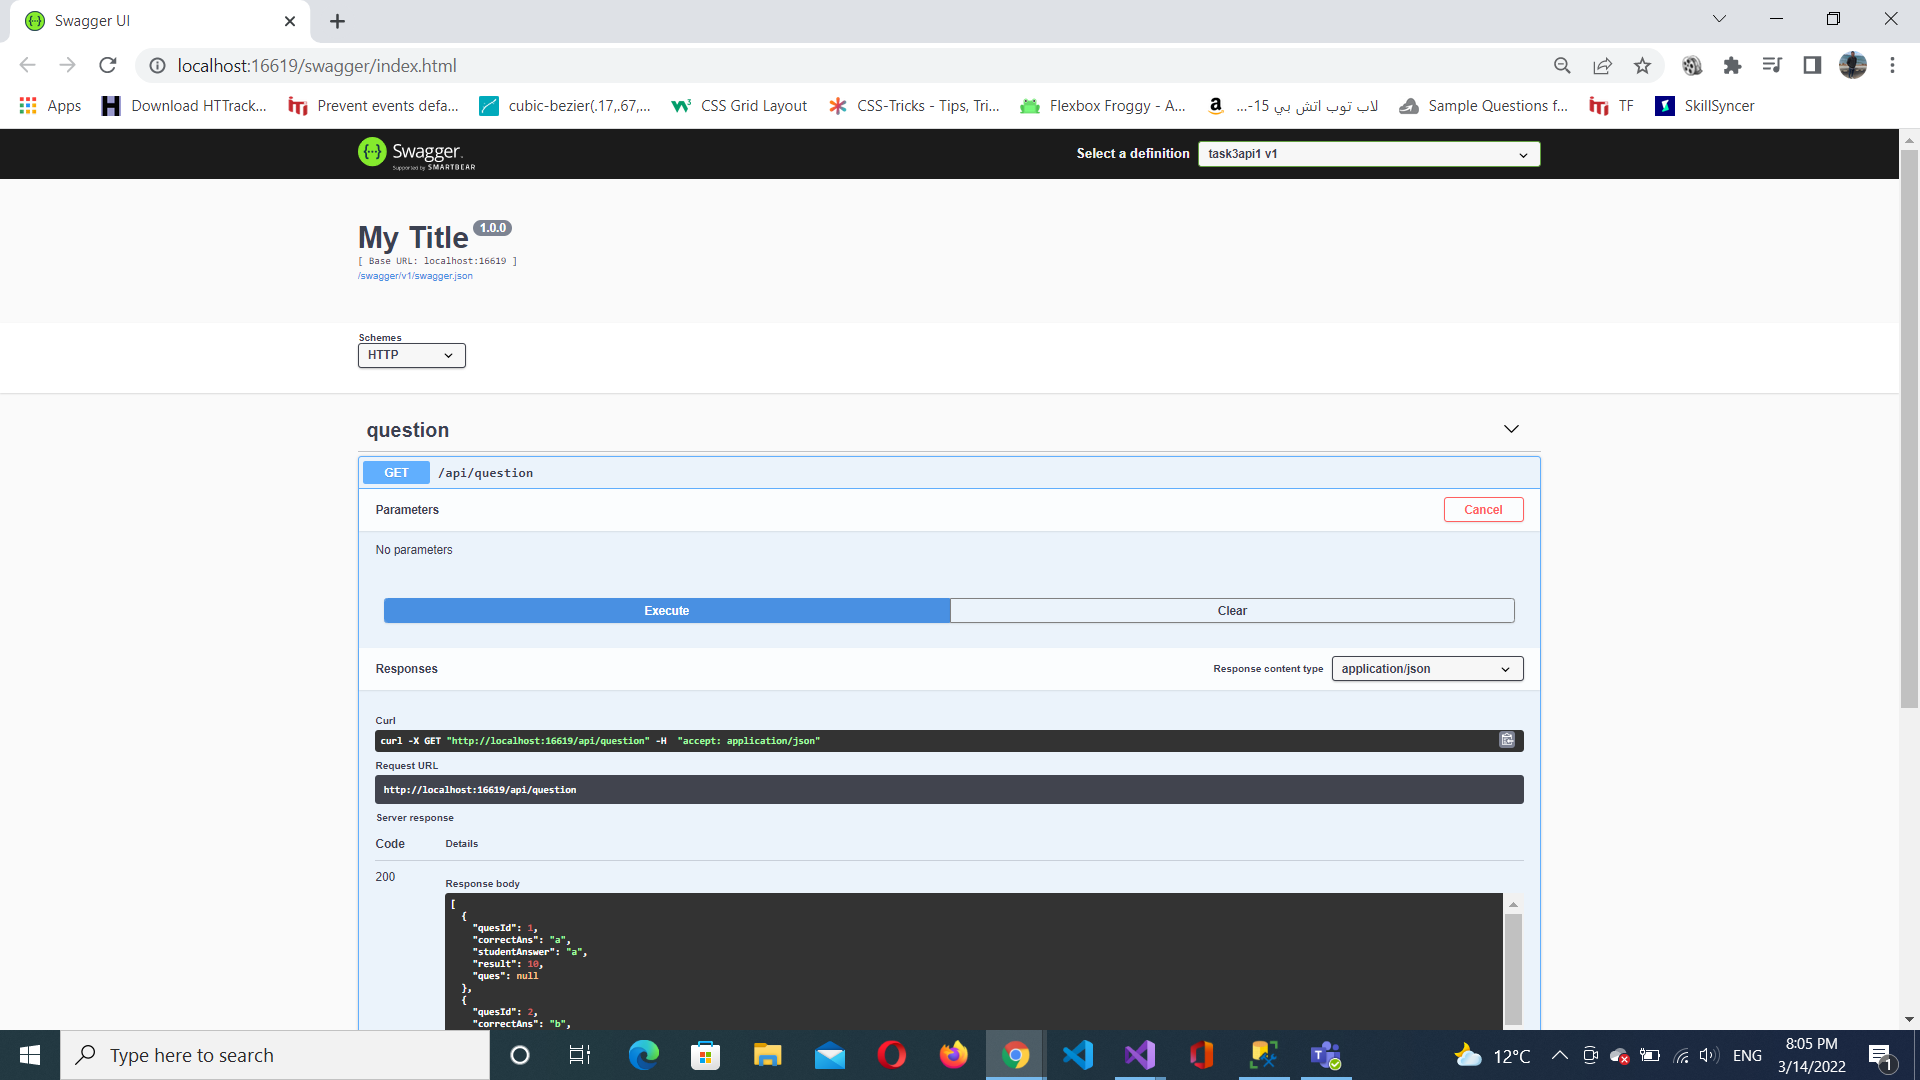 Swagger UI
localhost:16619/swagger/index.html
Apps
Download HTTrack...
Prevent events defa...
cubic-bezier(.17,.67,...
CSS Grid Layout
CSS-Tricks - Tips, Tri...
Flexbox Froggy - A...
لاب توب اتش بي 15-...
Sample Questions f...
TF
SkillSyncer
Swagger.
Supported by SMARTBEAR
Select a definition
task3api1 v1
My Title 1.0.0
[ Base URL: localhost:16619 ]
/swagger/v1/swagger.json
Schemes
HTTP
question
GET /api/question
Parameters
Cancel
No parameters
Execute
Clear
Responses
Response content type
application/json
Curl
curl -X GET "http://localhost:16619/api/question" -H  "accept: application/json"
Request URL
http://localhost:16619/api/question
Server response
Code
Details
200
Response body
[
{
"quesId": 1,
"correctAns": "a",
"studentAnswer": "a",
"result": 10,
"ques": null
},
{
"quesId": 2,
"correctAns": "b",
Type here to search
12°C
ENG
8:05 PM
3/14/2022
1